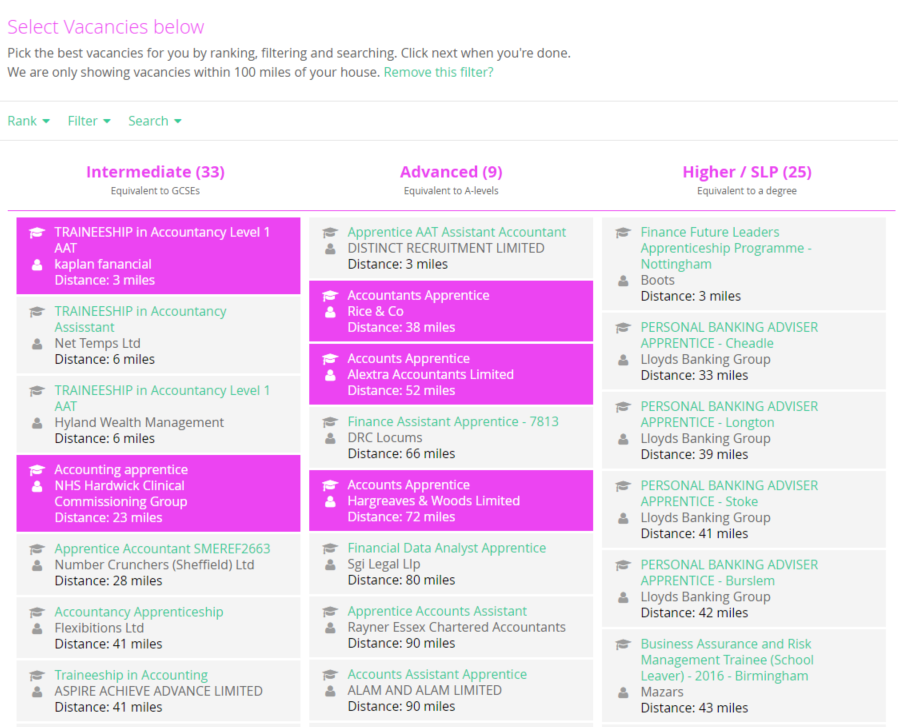 Select Vacancies below
Pick the best vacancies for you by ranking, filtering and searching. Click next when you're done.
We are only showing vacancies within 100 miles of your house. Remove this filter?
Rank
Filter
Search
Intermediate (33)
Equivalent to GCSEs
TRAINEESHIP in Accountancy Level 1
AAT
kaplan fanancial
Distance: 3 miles
TRAINEESHIP in Accountancy
Assisstant
Net Temps Ltd
Distance: 6 miles
TRAINEESHIP in Accountancy Level 1
AAT
Hyland Wealth Management
Distance: 6 miles
Accounting apprentice
NHS Hardwick Clinical
Commissioning Group
Distance: 23 miles
Apprentice Accountant SMEREF2663
Number Crunchers (Sheffield) Ltd
Distance: 28 miles
Accountancy Apprenticeship
Flexibitions Ltd
Distance: 41 miles
Traineeship in Accounting
ASPIRE ACHIEVE ADVANCE LIMITED
Distance: 41 miles
Advanced (9)
Equivalent to A-levels
Apprentice AAT Assistant Accountant
DISTINCT RECRUITMENT LIMITED
Distance: 3 miles
Accountants Apprentice
Rice & Co
Distance: 38 miles
Accounts Apprentice
Alextra Accountants Limited
Distance: 52 miles
Finance Assistant Apprentice - 7813
DRC Locums
Distance: 66 miles
Accounts Apprentice
Hargreaves & Woods Limited
Distance: 72 miles
Financial Data Analyst Apprentice
Sgi Legal Llp
Distance: 80 miles
Apprentice Accounts Assistant
Rayner Essex Chartered Accountants
Distance: 90 miles
Accounts Assistant Apprentice
ALAM AND ALAM LIMITED
Distance: 90 miles
Higher / SLP (25)
Equivalent to a degree
Finance Future Leaders
Apprenticeship Programme -
Nottingham
Boots
Distance: 3 miles
PERSONAL BANKING ADVISER
APPRENTICE - Cheadle
Lloyds Banking Group
Distance: 33 miles
PERSONAL BANKING ADVISER
APPRENTICE - Longton
Lloyds Banking Group
Distance: 39 miles
PERSONAL BANKING ADVISER
APPRENTICE - Stoke
Lloyds Banking Group
Distance: 41 miles
PERSONAL BANKING ADVISER
APPRENTICE - Burslem
Lloyds Banking Group
Distance: 42 miles
Business Assurance and Risk
Management Trainee (School
Leaver) - 2016 - Birmingham
Mazars
Distance: 43 miles